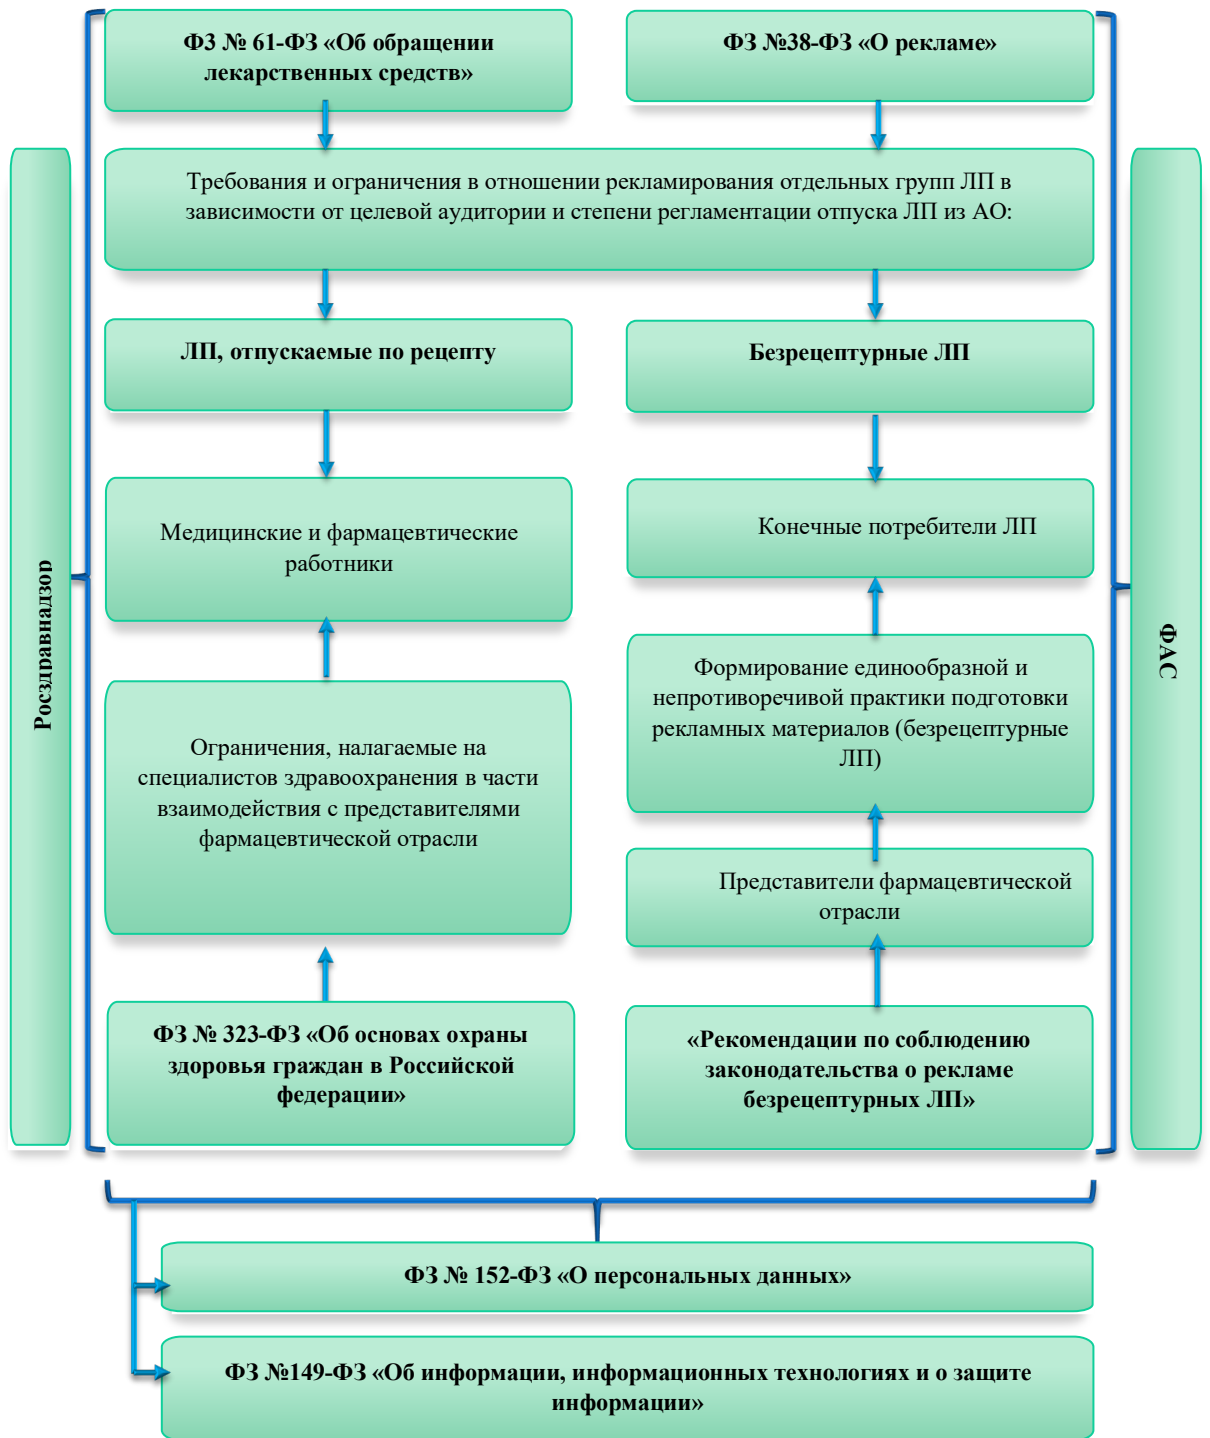 ФЗ № 61-ФЗ «Об обращении
лекарственных средств»
ФЗ №38-ФЗ «О рекламе»
Требования и ограничения в отношении рекламирования отдельных групп ЛП в
зависимости от целевой аудитории и степени регламентации отпуска ЛП из АО:
ЛП, отпускаемые по рецепту
Безрецептурные ЛП
Медицинские и фармацевтические
работники
Конечные потребители ЛП
Росздравнадзор
ФАС
Ограничения, налагаемые на
специалистов здравоохранения в части
взаимодействия с представителями
фармацевтической отрасли
Формирование единообразной и
непротиворечивой практики подготовки
рекламных материалов (безрецептурные
ЛП)
Представители фармацевтической
отрасли
ФЗ № 323-ФЗ «Об основах охраны
здоровья граждан в Российской
федерации»
«Рекомендации по соблюдению
законодательства о рекламе
безрецептурных ЛП»
ФЗ № 152-ФЗ «О персональных данных»
ФЗ №149-ФЗ «Об информации, информационных технологиях и о защите
информации»